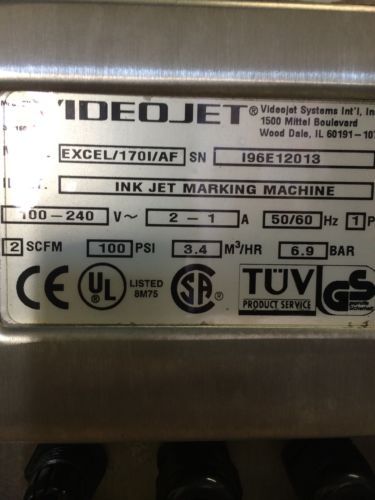 VIDEOJET® Videojet Systems Int'l, In
1500 Mittel Boulevard
Wood Dale, IL 60191-10
EXCEL/170I/AF SN I96E12013
INK JET MARKING MACHINE
100-240 V~ 2-1 A 50/60 Hz 1 P
2 SCFM 100 PSI 3.4 M³/HR 6.9 BAR
CE UL LISTED 8M75 SA TÜV PRODUCT SERVICE GS